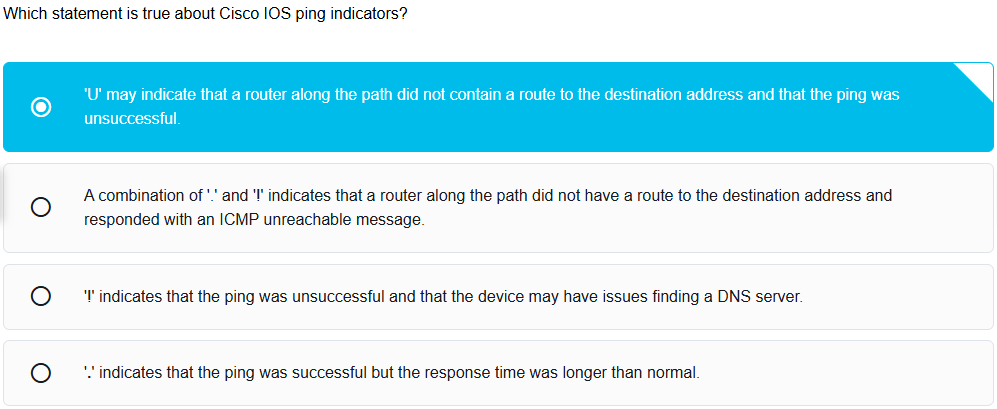 Which statement is true about Cisco IOS ping indicators?
'U' may indicate that a router along the path did not contain a route to the destination address and that the ping was
unsuccessful.
A combination of '.' and '!' indicates that a router along the path did not have a route to the destination address and
responded with an ICMP unreachable message.
'!' indicates that the ping was unsuccessful and that the device may have issues finding a DNS server.
'.' indicates that the ping was successful but the response time was longer than normal.